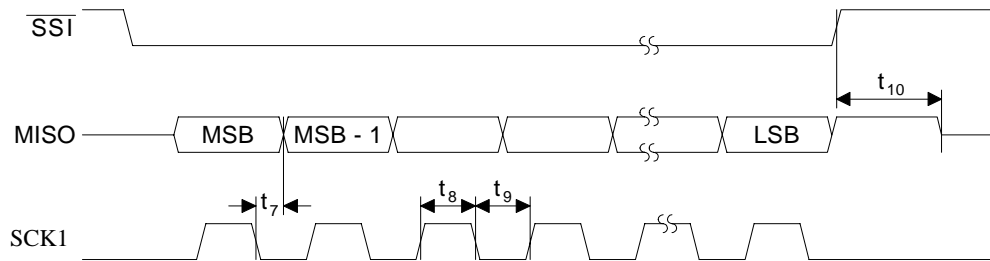 SSI
t10
MISO
MSB
MSB - 1
LSB
t7
t8
t9
SCK1